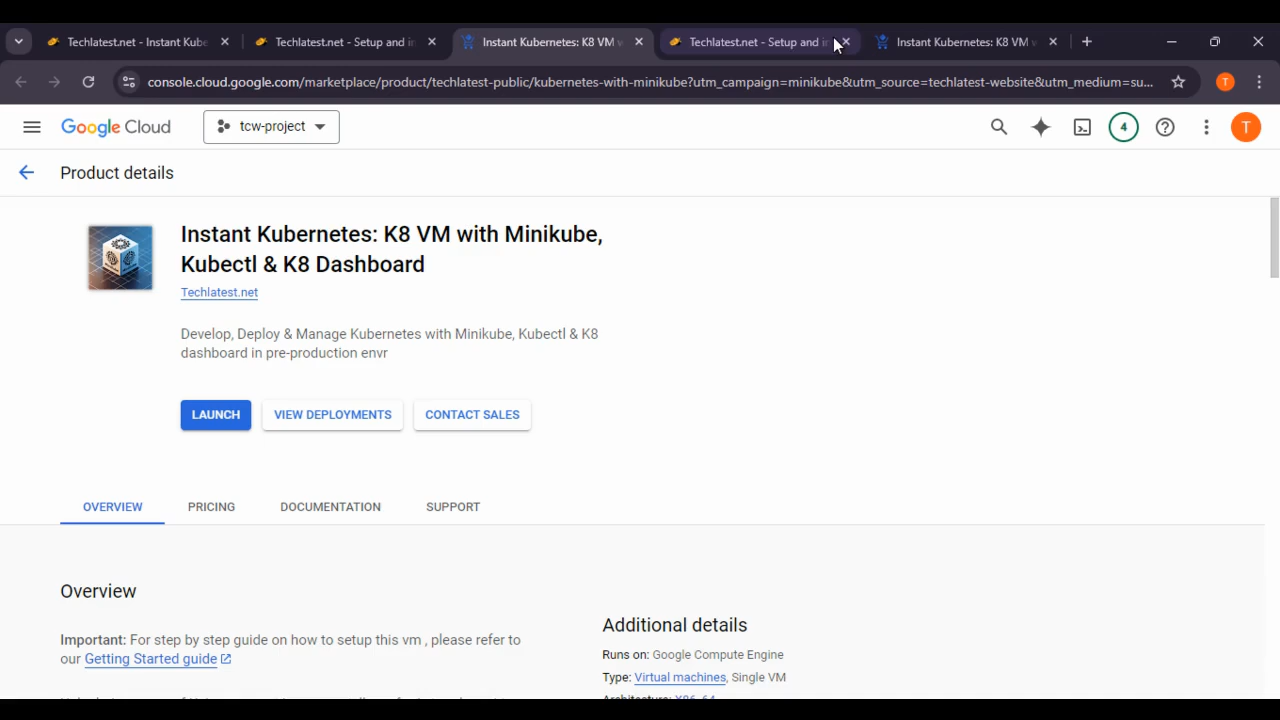 Techlatest.net - Instant Kube
Techlatest.net - Setup and in
Instant Kubernetes: K8 VM w
Techlatest.net - Setup and in
Instant Kubernetes: K8 VM w
console.cloud.google.com/marketplace/product/techlatest-public/kubernetes-with-minikube?utm_campaign=minikube&utm_source=techlatest-website&utm_medium=su...
T
Google Cloud
tcw-project
4
T
Product details
Instant Kubernetes: K8 VM with Minikube,
Kubectl & K8 Dashboard
Techlatest.net
Develop, Deploy & Manage Kubernetes with Minikube, Kubectl & K8
dashboard in pre-production envr
LAUNCH
VIEW DEPLOYMENTS
CONTACT SALES
OVERVIEW
PRICING
DOCUMENTATION
SUPPORT
Overview
Important: For step by step guide on how to setup this vm , please refer to
our Getting Started guide
Additional details
Runs on: Google Compute Engine
Type: Virtual machines, Single VM
Architecture: X86_64